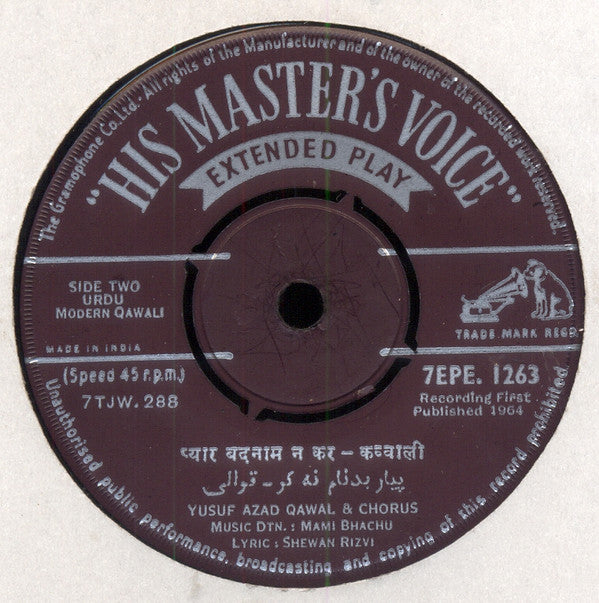 The Gramophone Co. Ltd. · All rights of the Manufacturer and of the owner of the recorded work reserved.
"HIS MASTER'S VOICE"
EXTENDED PLAY
SIDE TWO
URDU
MODERN QAWALI
TRADE MARK REGD
MADE IN INDIA
(Speed 45 r.p.m.)
7TJW. 288
7EPE. 1263
Recording First
Published 1964
प्यार बदनाम न कर – कव्वाली
پیار بدنام نہ کر - قوالی
YUSUF AZAD QAWAL & CHORUS
MUSIC DTN. : MAMI BHACHU
LYRIC : SHEWAN RIZVI
Unauthorised public performance, broadcasting and copying of this record prohibited